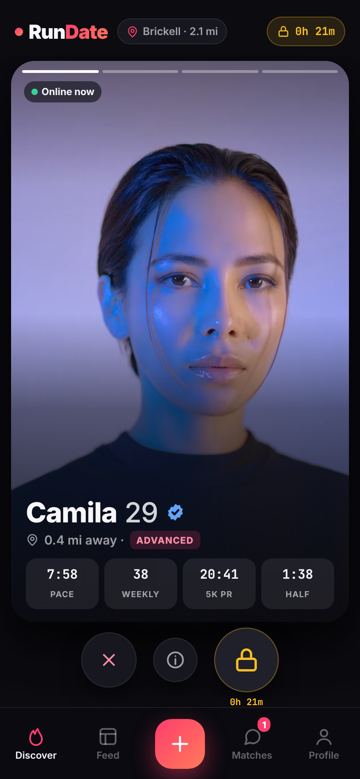 RunDate
Brickell · 2.1 mi
0h 21m
Online now
Camila 29
0.4 mi away ·
ADVANCED
7:58
38
20:41
1:38
PACE
WEEKLY
5K PR
HALF
0h 21m
1
Discover
Feed
Matches
Profile